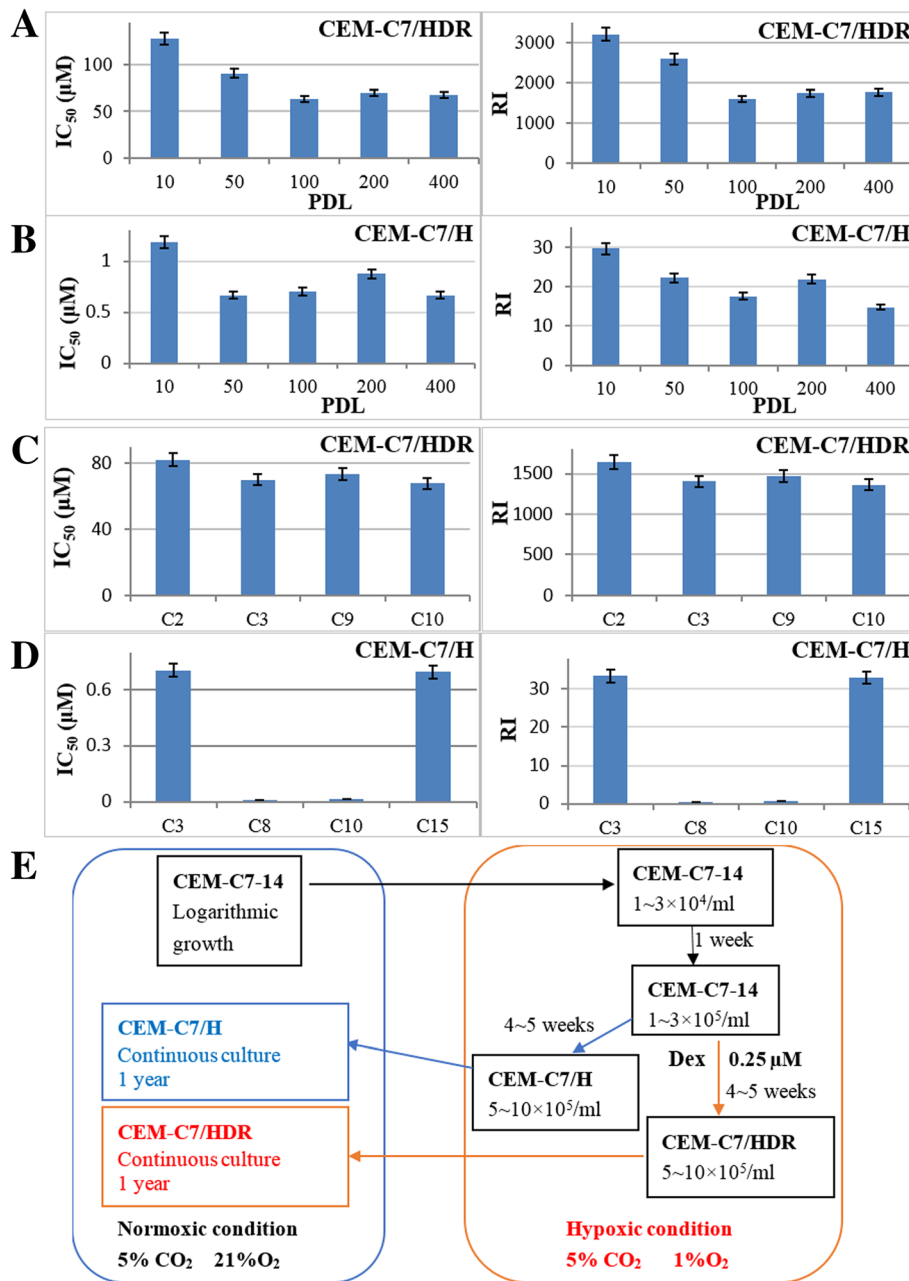 A
CEM-C7/HDR
IC₅₀ (μM)
100
50
0
10 50 100 200 400
PDL
CEM-C7/HDR
RI
3000
2000
1000
0
10 50 100 200 400
PDL
B
CEM-C7/H
IC₅₀ (μM)
1
0.5
0
10 50 100 200 400
PDL
CEM-C7/H
RI
30
20
10
0
10 50 100 200 400
PDL
C
CEM-C7/HDR
IC₅₀ (μM)
80
40
0
C2 C3 C9 C10
CEM-C7/HDR
RI
1500
1000
500
0
C2 C3 C9 C10
D
CEM-C7/H
IC₅₀ (μM)
0.6
0.3
0
C3 C8 C10 C15
CEM-C7/H
RI
30
20
10
0
C3 C8 C10 C15
E
CEM-C7-14
Logarithmic
growth
CEM-C7-14
1~3×10⁴/ml
1 week
CEM-C7-14
1~3×10⁵/ml
4~5 weeks
CEM-C7/H
5~10×10⁵/ml
Dex 0.25 μM
4~5 weeks
CEM-C7/HDR
5~10×10⁵/ml
CEM-C7/H
Continuous culture
1 year
CEM-C7/HDR
Continuous culture
1 year
Normoxic condition
5% CO₂ 21%O₂
Hypoxic condition
5% CO₂ 1%O₂